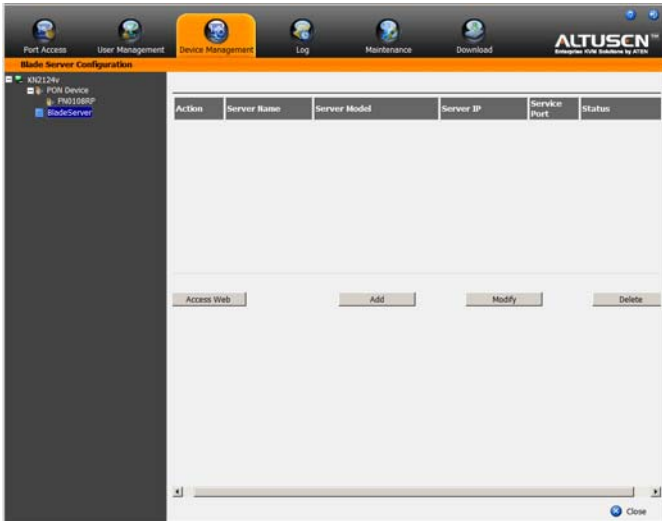 Port Access User Management Device Management Log Maintenance Download
ALTUSCN™
Enterprise KVM Solutions by ATEN
Blade Server Configuration
KN2124v
PON Device
PN0108RP
BladeServer
Action Server Name Server Model Server IP Service Port Status
Access Web Add Modify Delete
Close